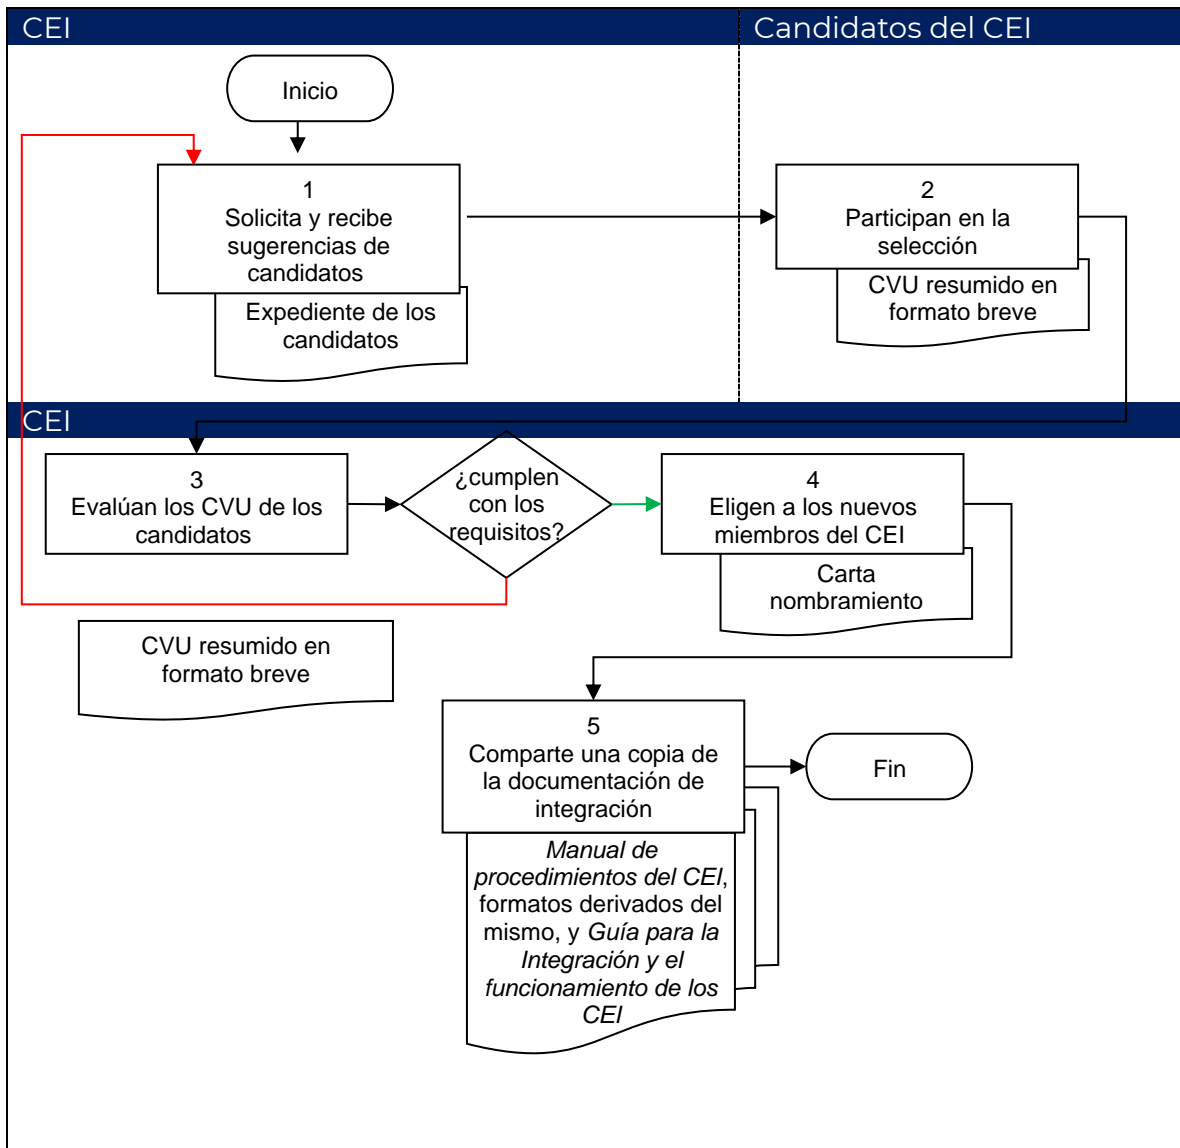 CEI
Candidatos del CEI
Inicio
1
Solicita y recibe
sugerencias de
candidatos
Expediente de los
candidatos
2
Participan en la
selección
CVU resumido en
formato breve
CEI
3
Evalúan los CVU de los
candidatos
¿cumplen
con los
requisitos?
4
Eligen a los nuevos
miembros del CEI
Carta
nombramiento
CVU resumido en
formato breve
5
Comparte una copia de
la documentación de
integración
Fin
Manual de
procedimientos del CEI,
formatos derivados del
mismo, y Guía para la
Integración y el
funcionamiento de los
CEI